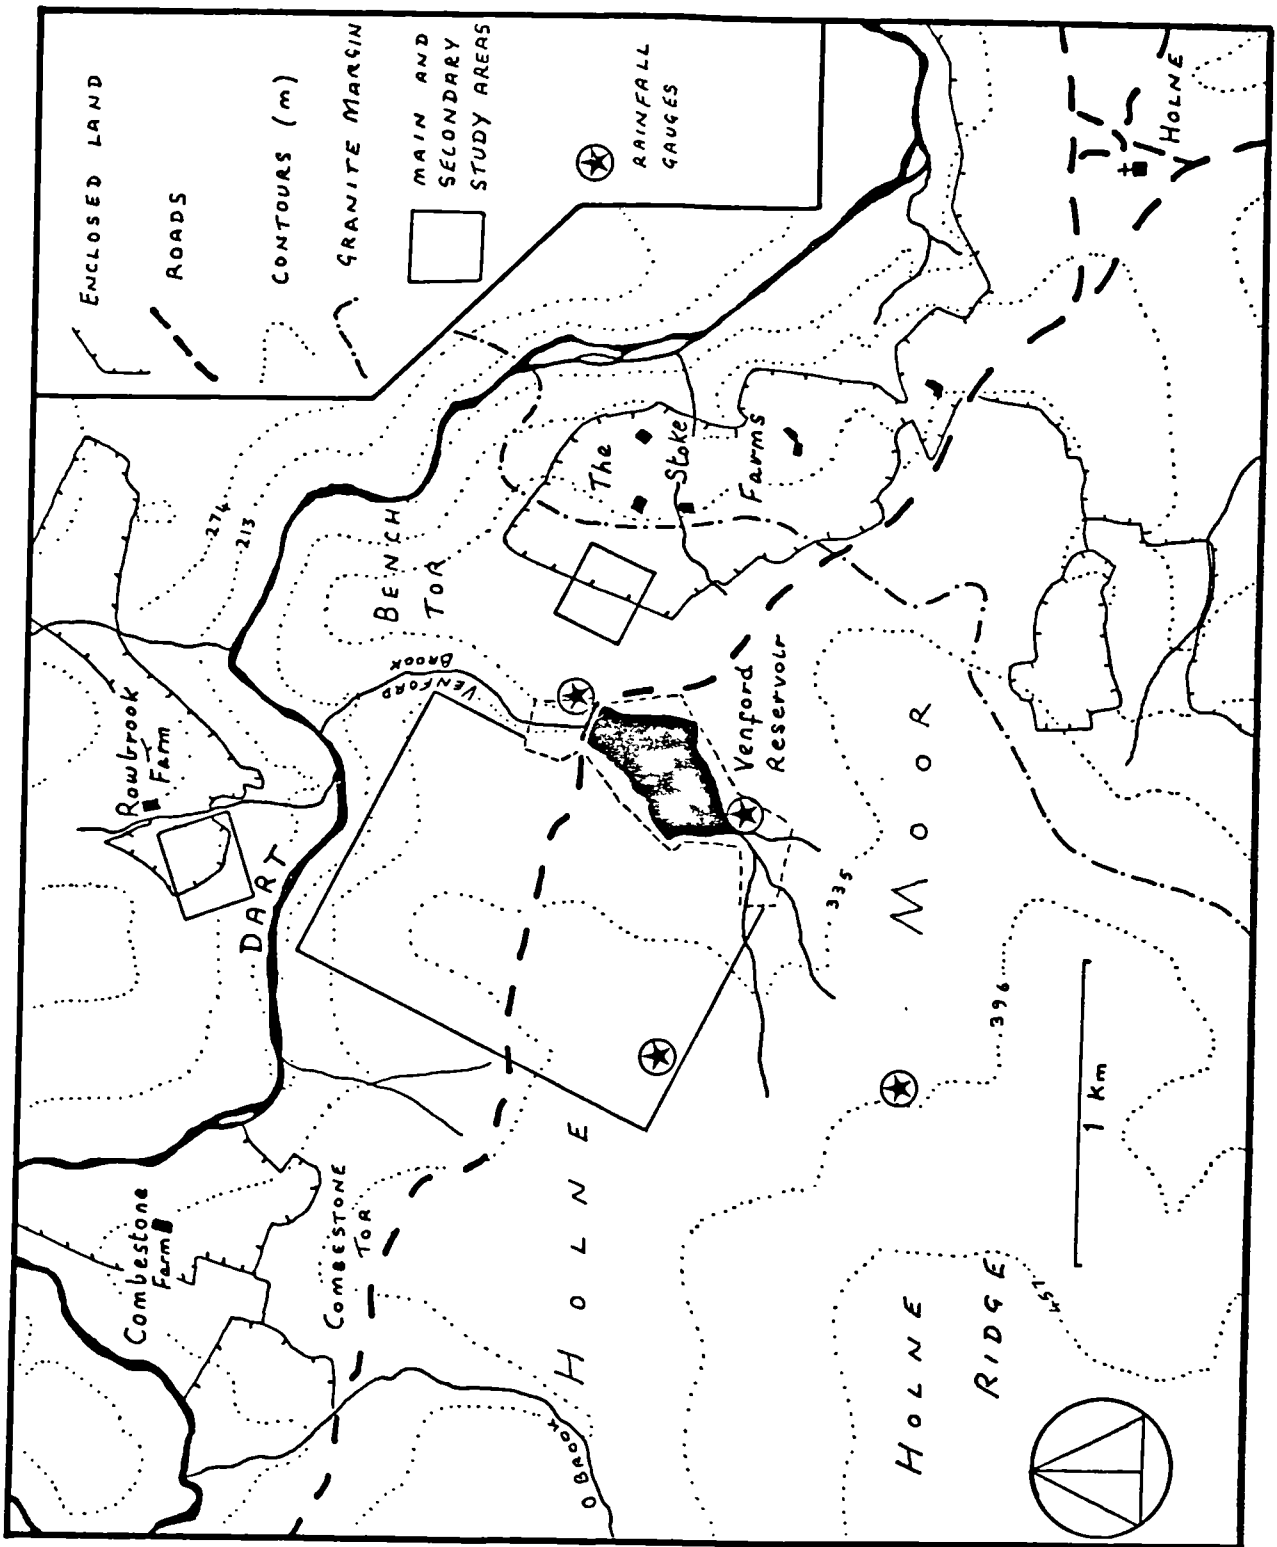 ENCLOSED LAND
ROADS
CONTOURS (m)
GRANITE MARGIN
MAIN AND
SECONDARY
STUDY AREAS
RAINFALL
GAUGES
274
213
Rowbrook
Farm
DART
BENCH
TOR
VENFORD
BROOK
The
Stoke
Farms
HOLNE
Combestone
Farm
COMBESTONE
TOR
Venford
Reservoir
335
HOLNE
MOOR
396
O BROOK
HOLNE
RIDGE
457
1 km